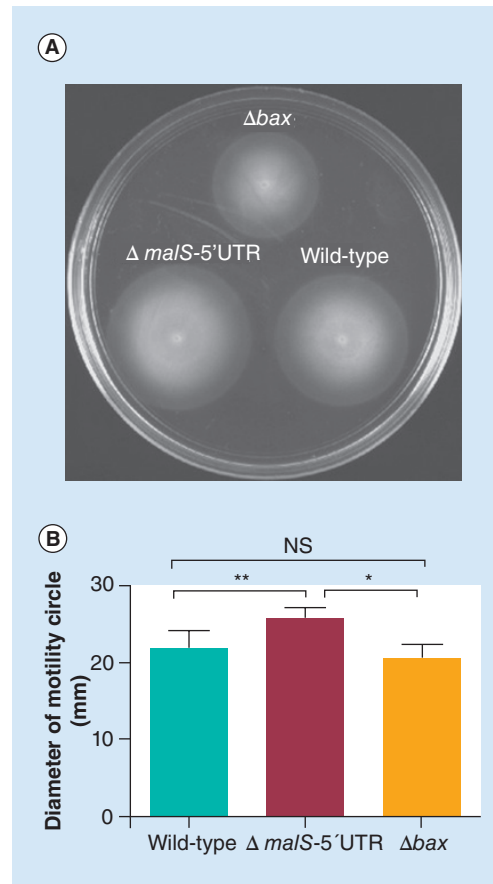 A
Δbax
Δ malS-5'UTR Wild-type
B
NS
** *
30
20
10
0
Diameter of motility circle
(mm)
Wild-type Δ malS-5´UTR Δbax